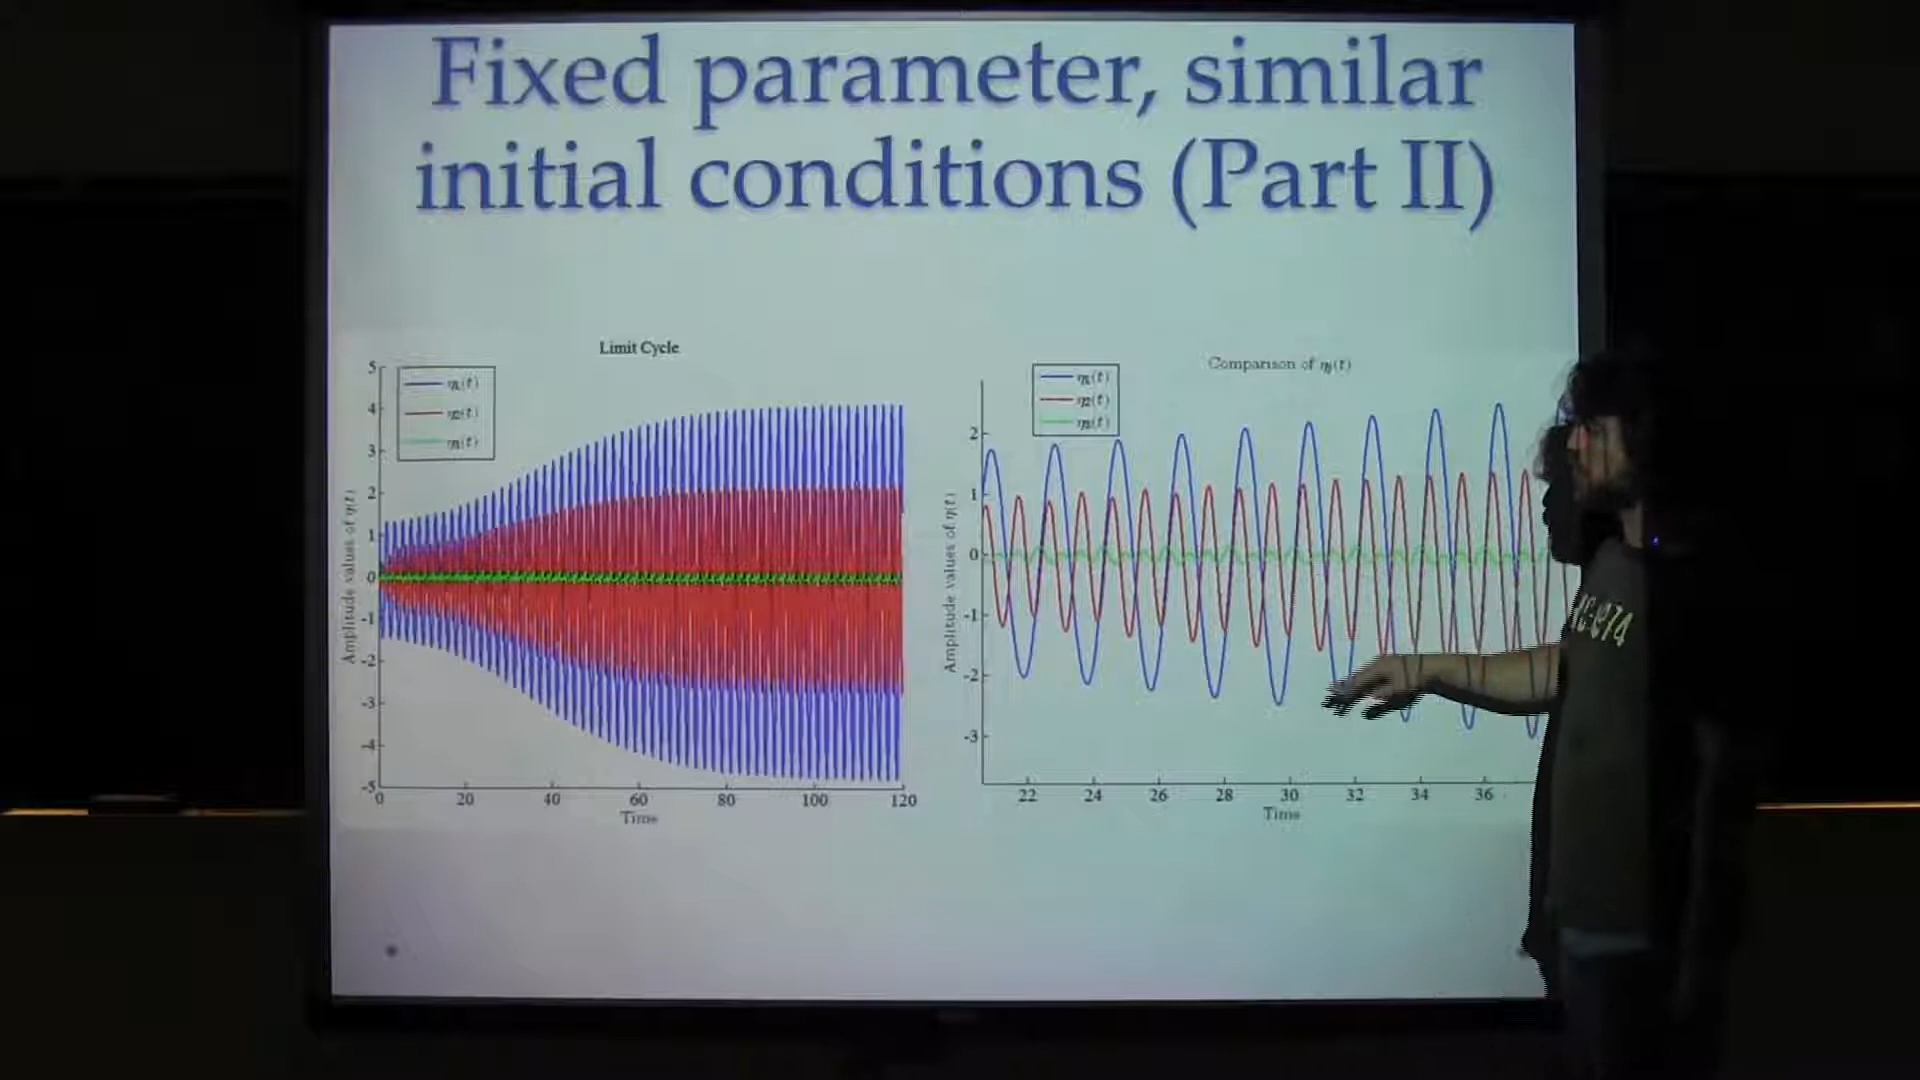 Fixed parameter, similar
initial conditions (Part II)
Limit Cycle
η₁(t)
η₂(t)
η₃(t)
Amplitude values of η(t)
5
4
3
2
1
0
-1
-2
-3
-4
-5
0 20 40 60 80 100 120
Time
Comparison of ηⱼ(t)
η₁(t)
η₂(t)
η₃(t)
Amplitude values of η(t)
2
1
0
-1
-2
-3
22 24 26 28 30 32 34 36
Time